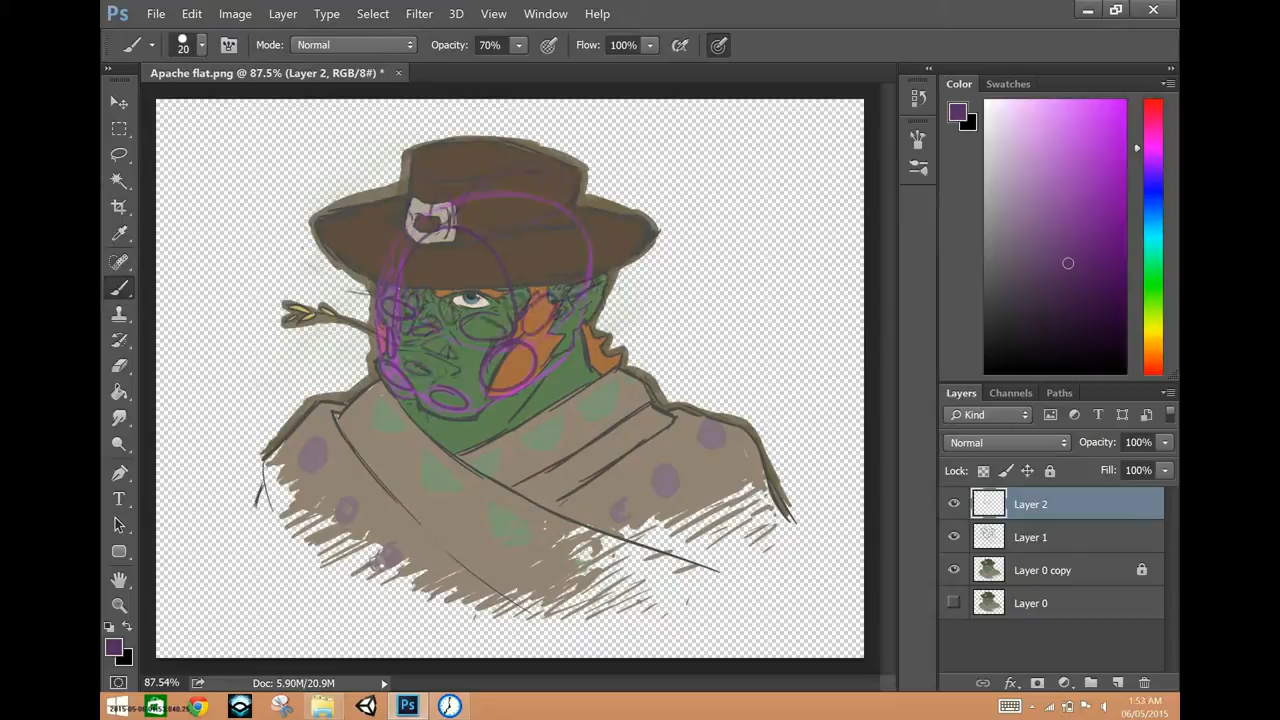 Ps File Edit Image Layer Type Select Filter 3D View Window Help
20 Mode: Normal Opacity: 70% Flow: 100%
Apache flat.png @ 87.5% (Layer 2, RGB/8#) * ×
Color Swatches
Layers Channels Paths
Kind
Normal Opacity: 100%
Lock: Fill: 100%
Layer 2
Layer 1
Layer 0 copy
Layer 0
87.54% Doc: 5.90M/20.9M
Ps
1:53 AM
06/05/2015